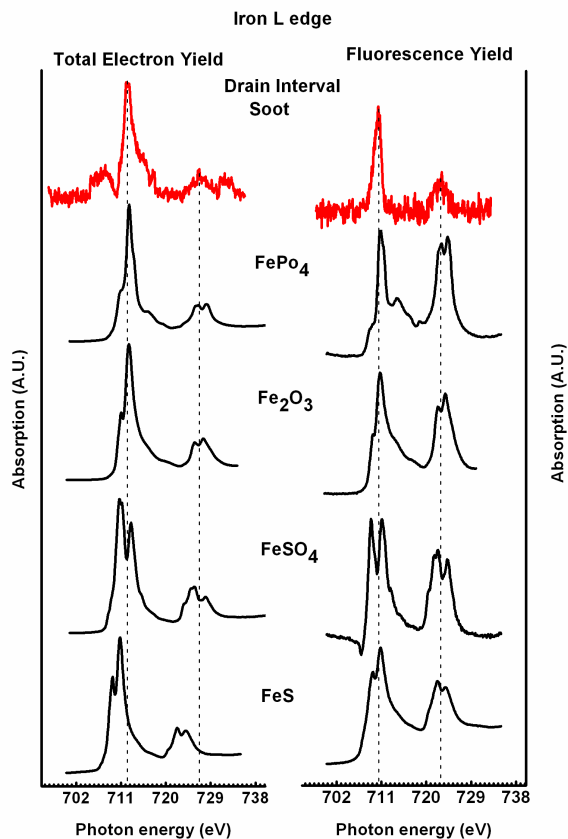 Iron L edge
Total Electron Yield
Fluorescence Yield
Drain Interval
Soot
FePo4
Fe2O3
FeSO4
FeS
Absorption (A.U.)
Absorption (A.U.)
702 711 720 729 738
702 711 720 729 738
Photon energy (eV)
Photon energy (eV)